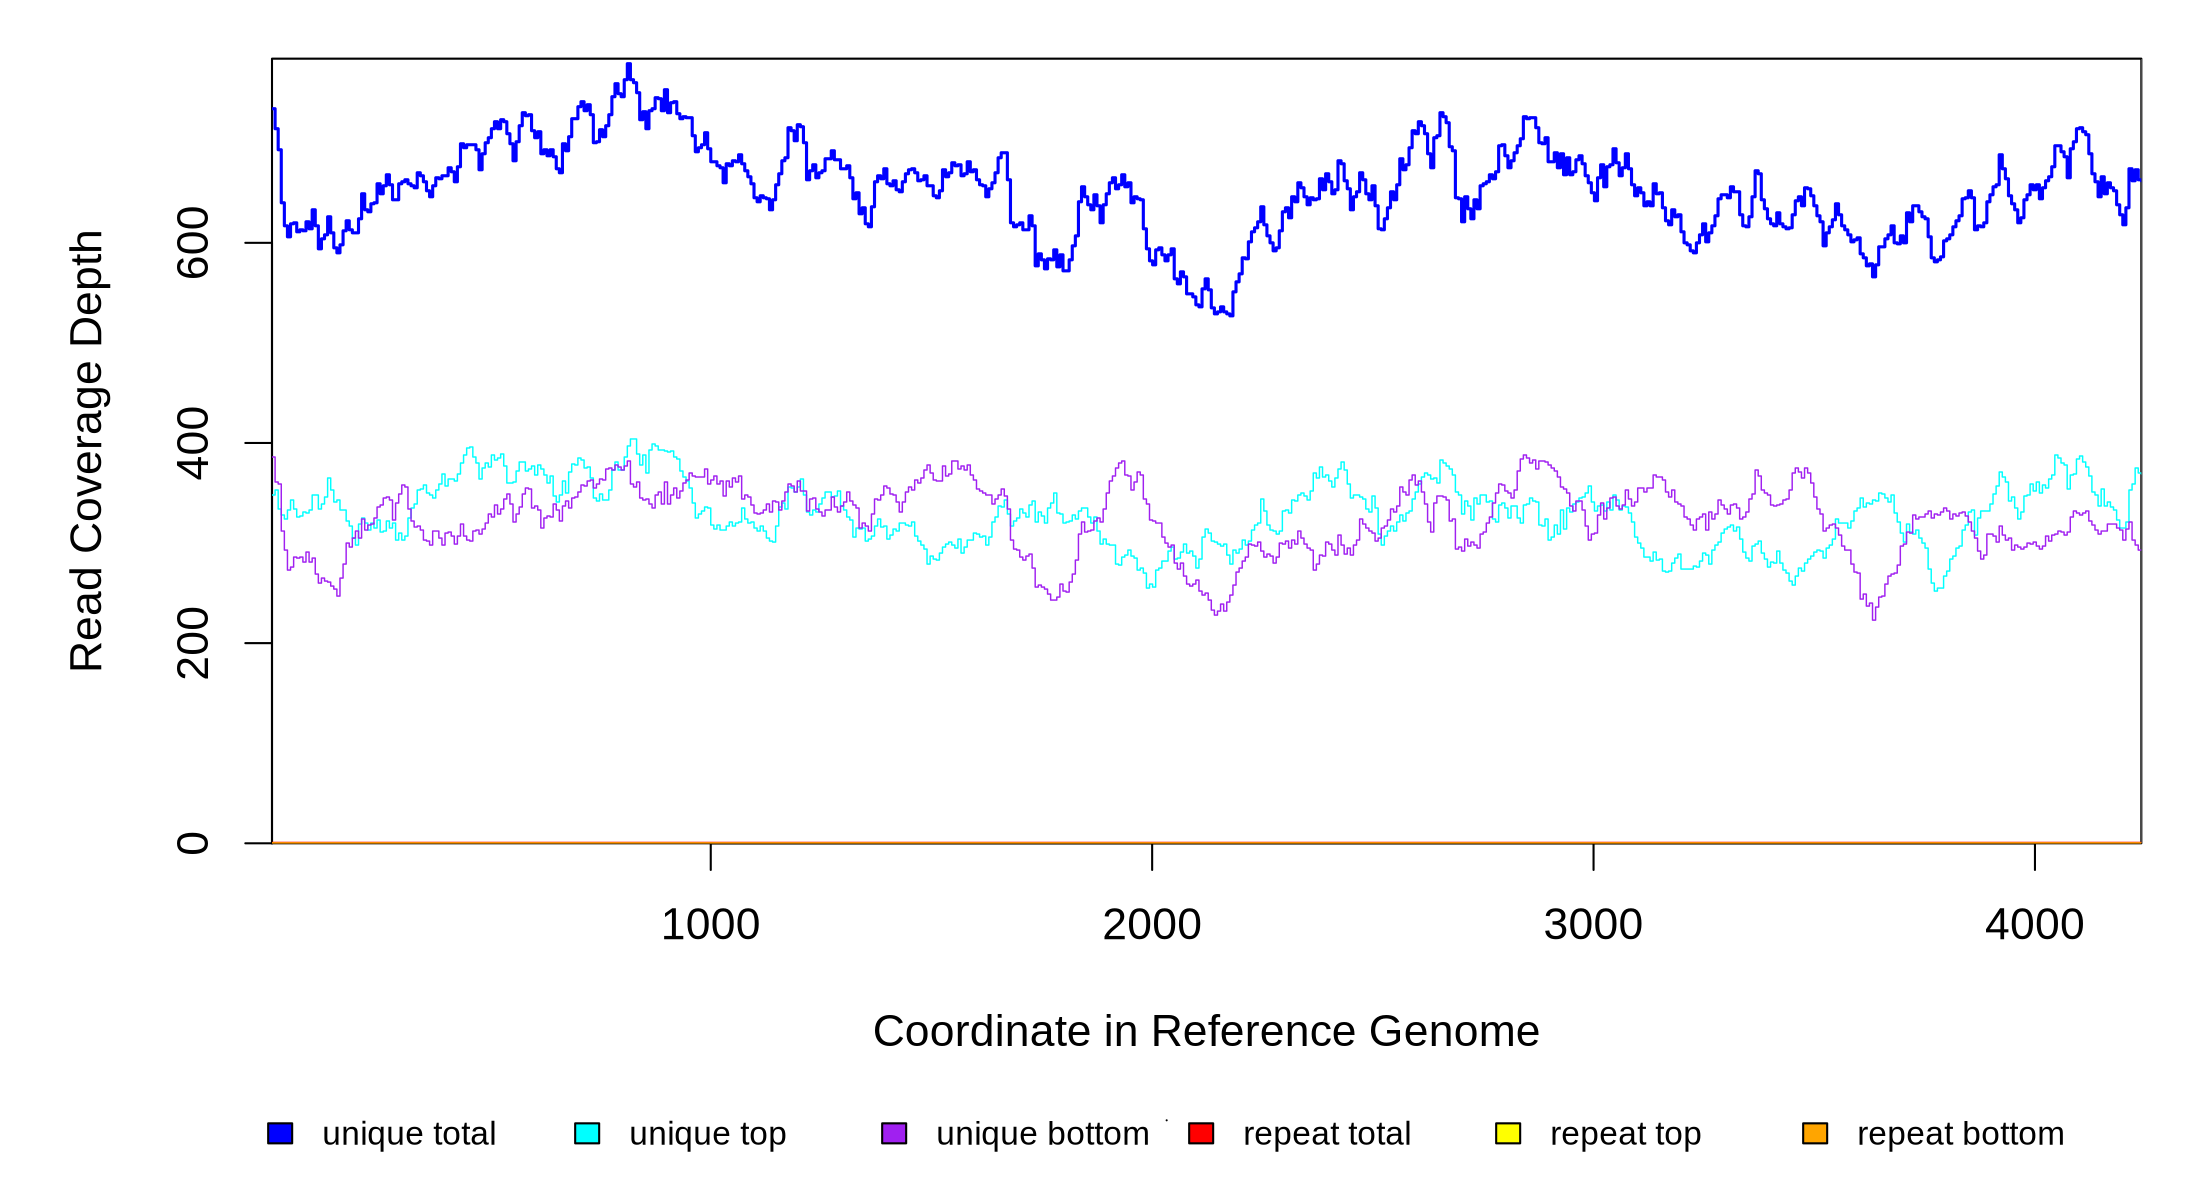 Read Coverage Depth
600
400
200
0
1000 2000 3000 4000
Coordinate in Reference Genome
unique total unique top unique bottom repeat total repeat top repeat bottom